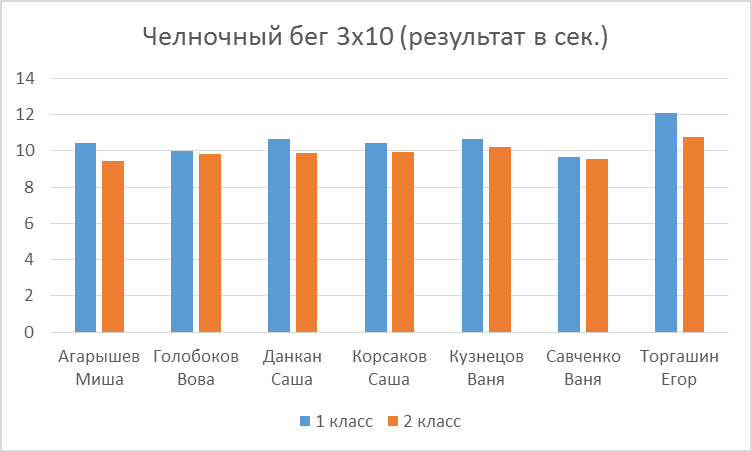 Челночный бег 3х10 (результат в сек.)
14
12
10
8
6
4
2
0
Агарышев Миша
Голобоков Вова
Данкан Саша
Корсаков Саша
Кузнецов Ваня
Савченко Ваня
Торгашин Егор
1 класс
2 класс